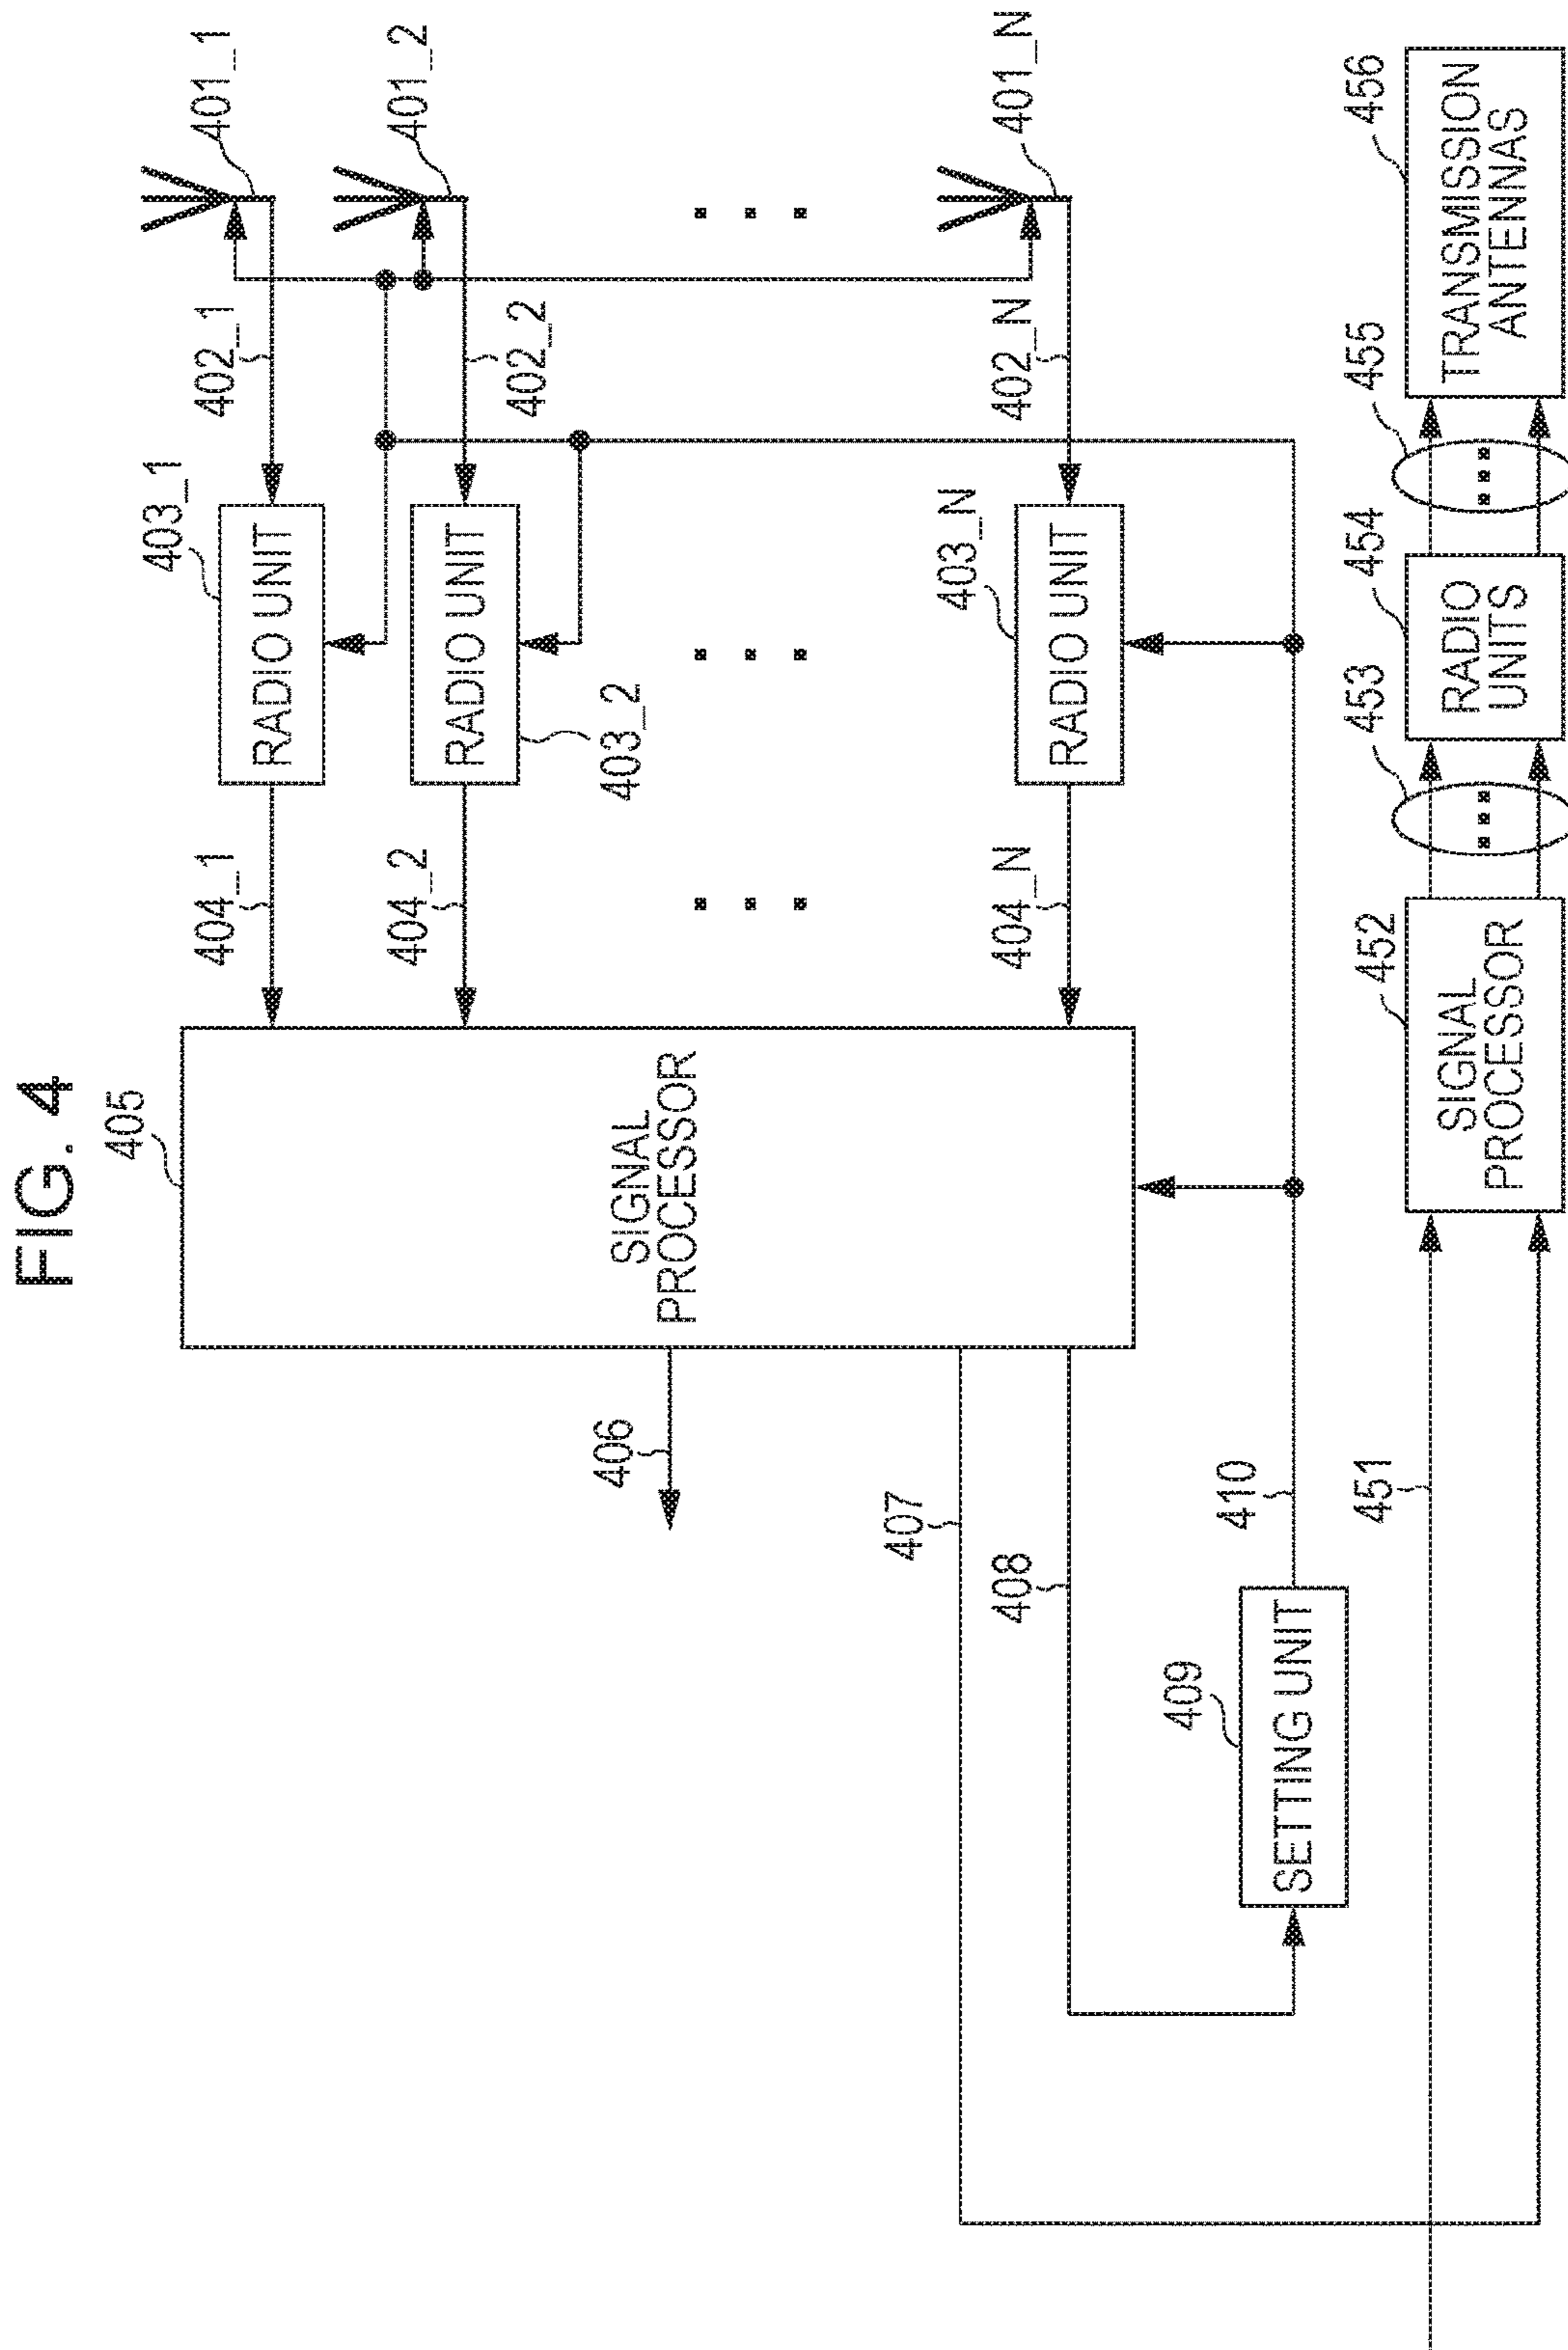 FIG. 4
401_1
402_1
403_1
RADIO UNIT
404_1
405
401_2
402_2
RADIO UNIT
403_2
404_2
SIGNAL
PROCESSOR
406
401_N
402_N
403_N
RADIO UNIT
404_N
407
408
409
SETTING UNIT
410
451
452
SIGNAL
PROCESSOR
453
454
RADIO
UNITS
455
456
TRANSMISSION
ANTENNAS